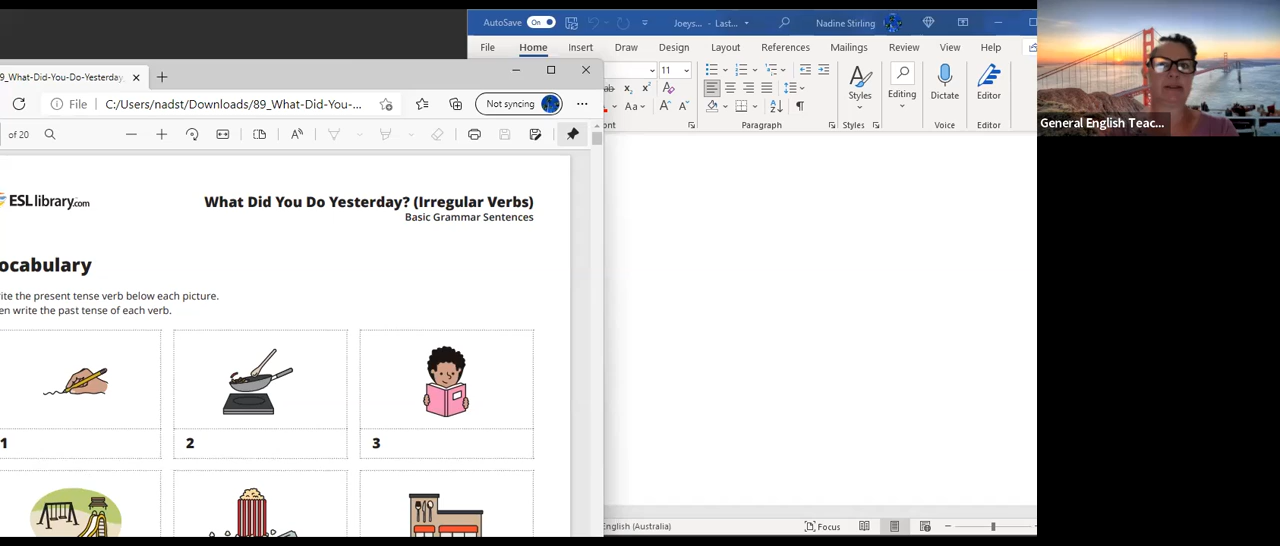 AutoSave On Joeys... - Last... Nadine Stirling
File Home Insert Draw Design Layout References Mailings Review View Help
89_What-Did-You-Do-Yesterday
File C:/Users/nadst/Downloads/89_What-Did-You-... Not syncing
of 20
11
Aa
Styles Editing Dictate Editor
Paragraph Styles Voice Editor
General English Teac...
ESL library.com
What Did You Do Yesterday? (Irregular Verbs)
Basic Grammar Sentences
ocabulary
ite the present tense verb below each picture.
en write the past tense of each verb.
1 2 3
English (Australia) Focus